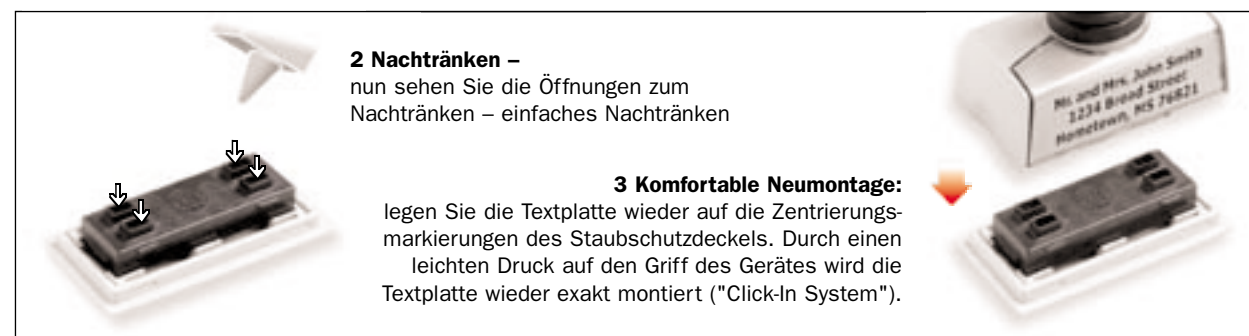 2 Nachtränken –
nun sehen Sie die Öffnungen zum
Nachtränken – einfaches Nachtränken
3 Komfortable Neumontage:
legen Sie die Textplatte wieder auf die Zentrierungs-
markierungen des Staubschutzdeckels. Durch einen
leichten Druck auf den Griff des Gerätes wird die
Textplatte wieder exakt montiert ("Click-In System").
Mr. and Mrs. John Smith
1234 Broad Street
Hometown, MS 76821